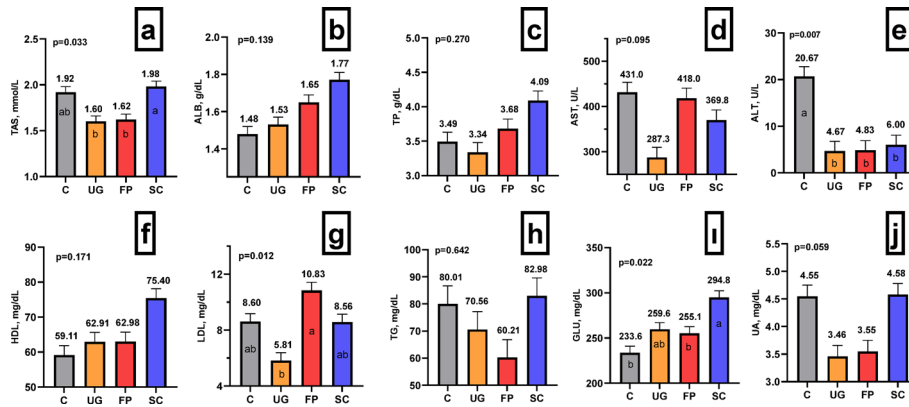 a
p=0.033
TAS, mmol/L
2.5
2.0
1.5
1.0
1.92
1.60
1.62
1.98
ab
b
b
a
C UG FP SC
b
p=0.139
ALB, g/dL
1.8
1.6
1.4
1.48
1.53
1.65
1.77
C UG FP SC
c
p=0.270
TP, g/dL
5.0
4.5
4.0
3.5
3.0
3.49
3.34
3.68
4.09
C UG FP SC
d
p=0.095
AST, U/L
500
400
300
431.0
287.3
418.0
369.8
C UG FP SC
e
p=0.007
ALT, U/L
30
20
10
0
20.67
4.67
4.83
6.00
a
b
b
b
C UG FP SC
f
p=0.171
HDL, mg/dL
90
80
70
60
50
59.11
62.91
62.98
75.40
C UG FP SC
g
p=0.012
LDL, mg/dL
12
10
8
6
4
8.60
5.81
10.83
8.56
ab
b
a
ab
C UG FP SC
h
p=0.642
TG, mg/dL
100
90
80
70
60
50
80.01
70.56
60.21
82.98
C UG FP SC
ı
p=0.022
GLU, mg/dL
350
300
250
200
233.6
259.6
255.1
294.8
b
ab
b
a
C UG FP SC
j
p=0.059
UA, mg/dL
5.5
5.0
4.5
4.0
3.5
3.0
4.55
3.46
3.55
4.58
C UG FP SC